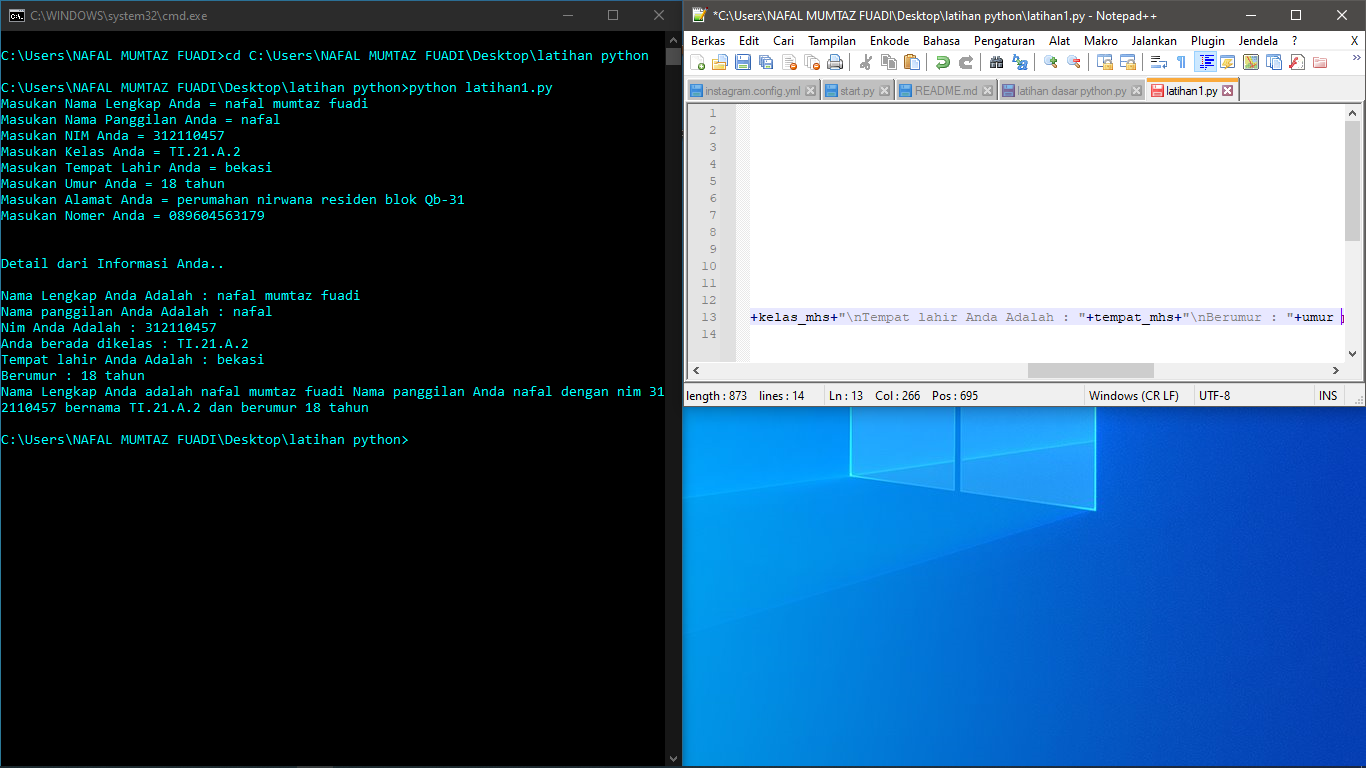 C:\WINDOWS\system32\cmd.exe
C:\Users\NAFAL MUMTAZ FUADI>cd C:\Users\NAFAL MUMTAZ FUADI\Desktop\latihan python
C:\Users\NAFAL MUMTAZ FUADI\Desktop\latihan python>python latihan1.py
Masukan Nama Lengkap Anda = nafal mumtaz fuadi
Masukan Nama Panggilan Anda = nafal
Masukan NIM Anda = 312110457
Masukan Kelas Anda = TI.21.A.2
Masukan Tempat Lahir Anda = bekasi
Masukan Umur Anda = 18 tahun
Masukan Alamat Anda = perumahan nirwana residen blok Qb-31
Masukan Nomer Anda = 089604563179
Detail dari Informasi Anda..
Nama Lengkap Anda Adalah : nafal mumtaz fuadi
Nama panggilan Anda Adalah : nafal
Nim Anda Adalah : 312110457
Anda berada dikelas : TI.21.A.2
Tempat lahir Anda Adalah : bekasi
Berumur : 18 tahun
Nama Lengkap Anda adalah nafal mumtaz fuadi Nama panggilan Anda nafal dengan nim 31
2110457 bernama TI.21.A.2 dan berumur 18 tahun
C:\Users\NAFAL MUMTAZ FUADI\Desktop\latihan python>
*C:\Users\NAFAL MUMTAZ FUADI\Desktop\latihan python\latihan1.py - Notepad++
Berkas Edit Cari Tampilan Enkode Bahasa Pengaturan Alat Makro Jalankan Plugin Jendela ? X
instagram.config.yml start.py README.md latihan dasar python.py latihan1.py
1
2
3
4
5
6
7
8
9
10
11
12
13 +kelas_mhs+"\nTempat lahir Anda Adalah : "+tempat_mhs+"\nBerumur : "+umur
14
length : 873 lines : 14 Ln : 13 Col : 266 Pos : 695 Windows (CR LF) UTF-8 INS